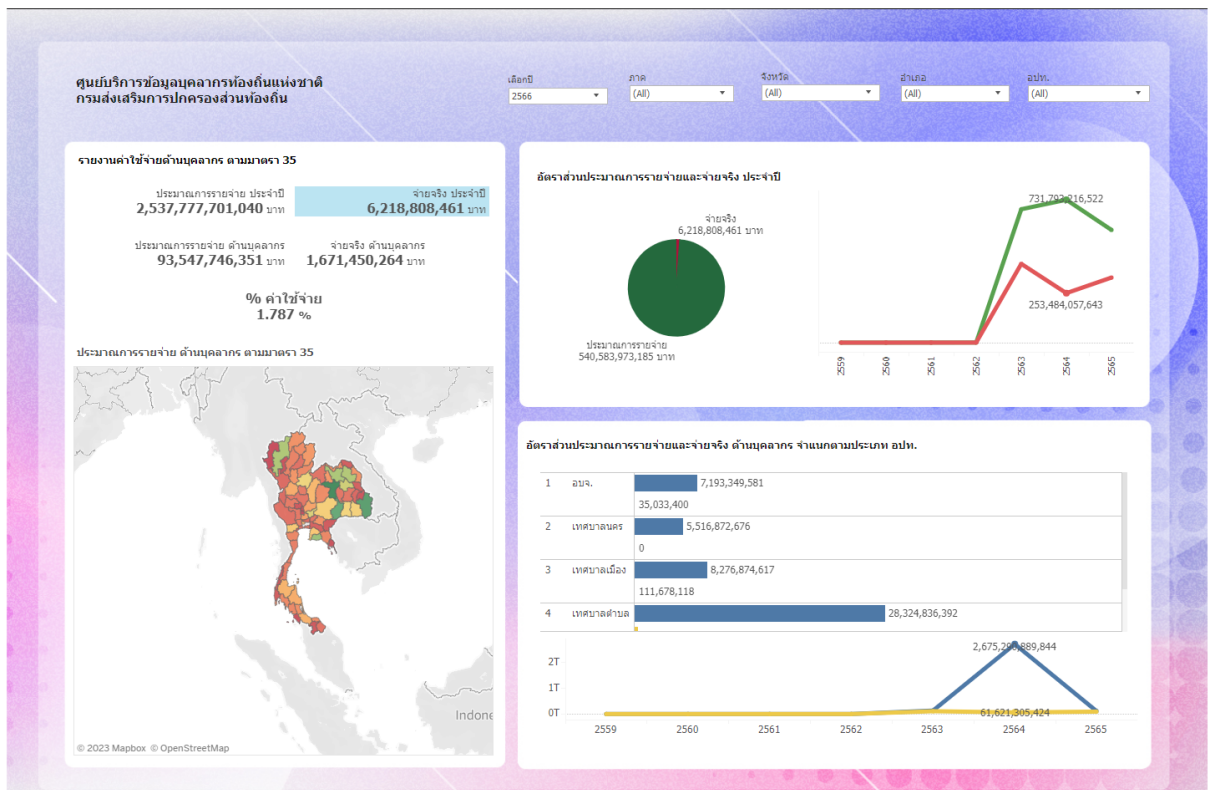 ศูนย์บริการข้อมูลบุคลากรท้องถิ่นแห่งชาติ
กรมส่งเสริมการปกครองส่วนท้องถิ่น
เลือกปี
2566
ภาค
(All)
จังหวัด
(All)
อำเภอ
(All)
อปท.
(All)
รายงานค่าใช้จ่ายด้านบุคลากร ตามมาตรา 35
ประมาณการรายจ่าย ประจำปี
2,537,777,701,040 บาท
จ่ายจริง ประจำปี
6,218,808,461 บาท
ประมาณการรายจ่าย ด้านบุคลากร
93,547,746,351 บาท
จ่ายจริง ด้านบุคลากร
1,671,450,264 บาท
% ค่าใช้จ่าย
1.787 %
ประมาณการรายจ่าย ด้านบุคลากร ตามมาตรา 35
Indone
© 2023 Mapbox © OpenStreetMap
อัตราส่วนประมาณการรายจ่ายและจ่ายจริง ประจำปี
จ่ายจริง
6,218,808,461 บาท
ประมาณการรายจ่าย
540,583,973,185 บาท
731,793,216,522
253,484,057,643
2559 2560 2561 2562 2563 2564 2565
อัตราส่วนประมาณการรายจ่ายและจ่ายจริง ด้านบุคลากร จำแนกตามประเภท อปท.
1 อบจ. 7,193,349,581
35,033,400
2 เทศบาลนคร 5,516,872,676
0
3 เทศบาลเมือง 8,276,874,617
111,678,118
4 เทศบาลตำบล 28,324,836,392
2T
1T
0T
61,621,305,424
2559 2560 2561 2562 2563 2564 2565